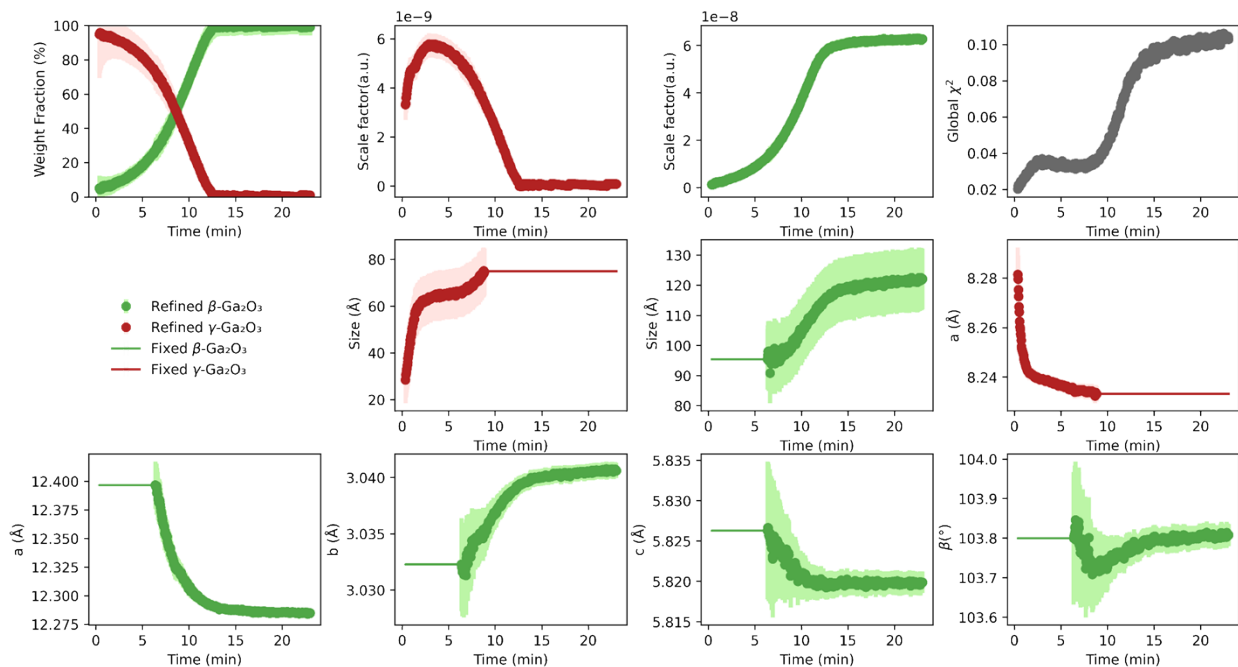 1e−9
1e−8
100
80
60
40
20
0
Weight Fraction (%)
0 5 10 15 20
Time (min)
6
4
2
0
Scale factor(a.u.)
0 5 10 15 20
Time (min)
6
4
2
0
Scale factor(a.u.)
0 5 10 15 20
Time (min)
0.10
0.08
0.06
0.04
0.02
Global χ²
0 5 10 15 20
Time (min)
Refined β-Ga₂O₃
Refined γ-Ga₂O₃
Fixed β-Ga₂O₃
Fixed γ-Ga₂O₃
80
60
40
20
Size (Å)
0 5 10 15 20
Time (min)
130
120
110
100
90
80
Size (Å)
0 5 10 15 20
Time (min)
8.28
8.26
8.24
a (Å)
0 5 10 15 20
Time (min)
12.400
12.375
12.350
12.325
12.300
12.275
a (Å)
0 5 10 15 20
Time (min)
3.040
3.035
3.030
b (Å)
0 5 10 15 20
Time (min)
5.835
5.830
5.825
5.820
5.815
c (Å)
0 5 10 15 20
Time (min)
104.0
103.9
103.8
103.7
103.6
β(°)
0 5 10 15 20
Time (min)